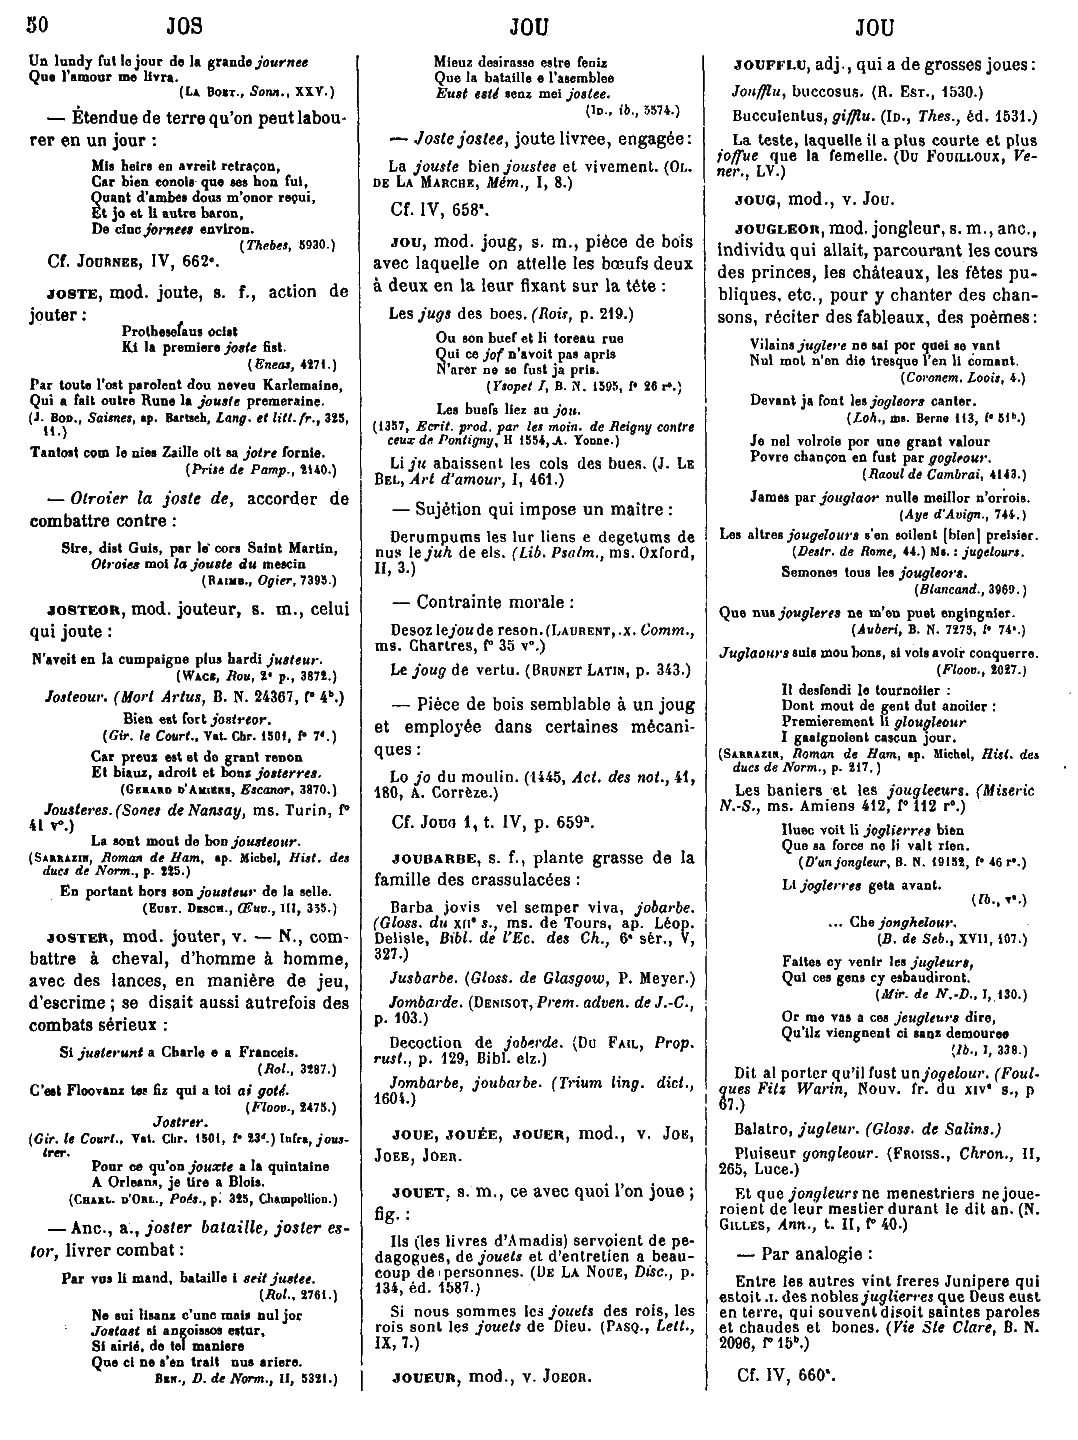 50 JOS JOU JOU
Un lundy fut le jour de la grande journee
Que l'amour me livra.
(LA BOET., Sonn., XXV.)
— Étendue de terre qu'on peut labou-
rer en un jour :
Mis heirs en avreit retraçon,
Car bien conois que ses hon fui,
Quant d'ambes dous m'onor reçui,
Et jo et li autre baron,
De cinc jornees environ.
(Thebes, 5930.)
Cf. JOURNEE, IV, 662ᵃ.
JOSTE, mod. joute, s. f., action de
jouter :
Protheselaus ocist
Ki la premiere joste fist.
(Eneas, 4271.)
Par toute l'ost parolent dou neveu Karlemaine,
Qui a fait outre Rune la jouste premeraine.
(J. BOD., Saisnes, ap. Bartsch, Lang. et litt. fr., 325,
11.)
Tantost com le nies Zaille oit sa jotre fornie.
(Prise de Pamp., 2140.)
— Otroier la joste de, accorder de
combattre contre :
Sire, dist Guis, par le cors Saint Martin,
Otroies moi la jouste du mescin
(RAIMB., Ogier, 7393.)
JOSTEOR, mod. jouteur, s. m., celui
qui joute :
N'aveit en la cumpaigne plus hardi justeur.
(WACE, Rou, 2ᵉ p., 3872.)
Josteour. (Mort Artus, B. N. 24367, fᵒ 4ᵇ.)
Bien est fort jostreor.
(Gir. le Court., Vat. Chr. 1501, fᵒ 7ᵈ.)
Car preuz est et de grant renon
Et biauz, adroit et bonz josterres.
(GERARD D'AMIENS, Escanor, 3870.)
Jousteres. (Sones de Nansay, ms. Turin, fᵒ
41 vᵒ.)
La sont mout de bon jousteour.
(SARRAZIN, Roman de Ham, ap. Michel, Hist. des
ducs de Norm., p. 225.)
En portant hors son jousteur de la selle.
(EUST. DESCH., Œuv., III, 335.)
JOSTER, mod. jouter, v. — N., com-
battre à cheval, d'homme à homme,
avec des lances, en manière de jeu,
d'escrime ; se disait aussi autrefois des
combats sérieux :
Si justerunt a Charle e a Franceis.
(Rol., 3287.)
C'est Floovanz tes fiz qui a toi ai goté.
(Floov., 2475.)
Jostrer.
(Gir. le Court., Vat. Chr. 1501, fᵒ 23ᵈ.) Infra, jous-
trer.
Pour ce qu'on jouxte a la quintaine
A Orleans, je tire a Blois.
(CHARL. D'ORL., Poés., p. 325, Champollion.)
— Anc., a., joster bataille, joster es-
tor, livrer combat :
Par vus li mand, bataille i seit justee.
(Rol., 2761.)
Ne sui lisanz c'unc mais nul jor
Jostast si angoissos estur,
Si airié, de tel maniere
Que ci ne s'en trait nus ariere.
BEN., D. de Norm., II, 5321.)
Mieuz desirasse estre feniz
Que la bataille e l'asemblee
Eust esté senz mei jostee.
(ID., ib., 3574.)
— Joste jostee, joute livree, engagée :
La jouste bien joustee et vivement. (OL.
DE LA MARCHE, Mém., I, 8.)
Cf. IV, 658ᵃ.
JOU, mod. joug, s. m., pièce de bois
avec laquelle on attelle les bœufs deux
à deux en la leur fixant sur la tête :
Les jugs des boes. (Rois, p. 219.)
Ou son buef et li toreau rue
Qui ce jof n'avoit pas apris
N'arer ne se fust ja pris.
(Ysopet I, B. N. 1595, fᵒ 26 rᵒ.)
Les buefs liez au jou.
(1357, Ecrit. prod. par les moin. de Reigny contre
ceux de Pontigny, H 1554, A. Yonne.)
Li ju abaissent les cols des bues. (J. LE
BEL, Art d'amour, I, 461.)
— Sujétion qui impose un maître :
Derumpums les lur liens e degetums de
nus le juh de els. (Lib. Psalm., ms. Oxford,
II, 3.)
— Contrainte morale :
Desoz le jou de reson. (LAURENT, .X. Comm.,
ms. Chartres, fᵒ 35 vᵒ.)
Le joug de vertu. (BRUNET LATIN, p. 343.)
— Pièce de bois semblable à un joug
et employée dans certaines mécani-
ques :
Lo jo du moulin. (1445, Act. des not., 41,
180, A. Corrèze.)
Cf. JOUG 1, t. IV, p. 659ᵇ.
JOUBARBE, s. f., plante grasse de la
famille des crassulacées :
Barba jovis vel semper viva, jobarbe.
(Gloss. du XIIᵉ s., ms. de Tours, ap. Léop.
Delisle, Bibl. de l'Ec. des Ch., 6ᵉ sér., V,
327.)
Jusbarbe. (Gloss. de Glasgow, P. Meyer.)
Jombarde. (DENISOT, Prem. adven. de J.-C.,
p. 103.)
Decoction de joberde. (DU FAIL, Prop.
rust., p. 129, Bibl. elz.)
Jombarbe, joubarbe. (Trium ling. dict.,
1604.)
JOUE, JOUÉE, JOUER, mod., v. JOE,
JOEE, JOER.
JOUET, s. m., ce avec quoi l'on joue ;
fig. :
Ils (les livres d'Amadis) servoient de pe-
dagogues, de jouets et d'entretien a beau-
coup de personnes. (DE LA NOUE, Disc., p.
134, éd. 1587.)
Si nous sommes les jouets des rois, les
rois sont les jouets de Dieu. (PASQ., Lett.,
IX, 7.)
JOUEUR, mod., v. JOEOR.
JOUFFLU, adj., qui a de grosses joues :
Joufflu, buccosus. (R. EST., 1530.)
Bucculentus, gifflu. (ID., Thes., éd. 1531.)
La teste, laquelle il a plus courte et plus
joffue que la femelle. (DU FOUILLOUX, Ve-
ner., LV.)
JOUG, mod., v. JOU.
JOUGLEOR, mod. jongleur, s. m., anc.,
individu qui allait, parcourant les cours
des princes, les châteaux, les fêtes pu-
bliques, etc., pour y chanter des chan-
sons, réciter des fableaux, des poèmes :
Vilains juglere ne sai por quei se vant
Nul mot n'en die tresque l'en li comant.
(Coronem. Loois, 4.)
Devant ja font les jogleors canter.
(Loh., ms. Berne 113, fᵒ 51ᵇ.)
Je nel volroie por une grant valour
Povre chançon en fust par gogleour.
(Raoul de Cambrai, 4143.)
James par jouglaor nulle meillor n'orrois.
(Aye d'Avign., 744.)
Les altres jougelours s'en soilent [bien] preisier.
(Destr. de Rome, 44.) Ms. : jugelours.
Semones tous les jougleors.
(Blancand., 3969.)
Que nus jougleres ne m'en puet engingnier.
(Auberi, B. N. 7275, fᵒ 74ᵃ.)
Juglaours suis mou bons, si vois avoir conquerre.
(Floov., 2027.)
It desfendi le tournoiier :
Dont mout de gent dut anoiier :
Premierement li glougleour
I gaaignoient cascun jour.
(SARRAZIN, Roman de Ham, ap. Michel, Hist. des
ducs de Norm., p. 217.)
Les baniers et les jougleeurs. (Miseric
N.-S., ms. Amiens 412, fᵒ 112 rᵒ.)
Iluec voit li joglierres bien
Que sa force ne li valt rien.
(D'un jongleur, B. N. 19152, fᵒ 46 rᵒ.)
Li joglerres geta avant.
(Ib., vᵒ.)
... Che jonghelour.
(B. de Seb., XVII, 107.)
Faites cy venir les jugleurs,
Qui ces gens cy esbaudiront.
(Mir. de N.-D., I, 130.)
Or me vas a ces jeugleurs dire,
Qu'ilz viengnent ci sanz demouree
(Ib., I, 338.)
Dit al porter qu'il fust un jogelour. (Foul-
ques Fitz Warin, Nouv. fr. du XIVᵉ s., p
67.)
Balatro, jugleur. (Gloss. de Salins.)
Pluiseur gongleour. (FROISS., Chron., II,
265, Luce.)
Et que jongleurs ne menestriers ne joue-
roient de leur mestier durant le dit an. (N.
GILLES, Ann., t. II, fᵒ 40.)
— Par analogie :
Entre les autres vint freres Junipere qui
estoit .I. des nobles juglierres que Deus eust
en terre, qui souvent disoit saintes paroles
et chaudes et bones. (Vie Ste Clare, B. N.
2096, fᵒ 15ᵇ.)
Cf. IV, 660ᵃ.